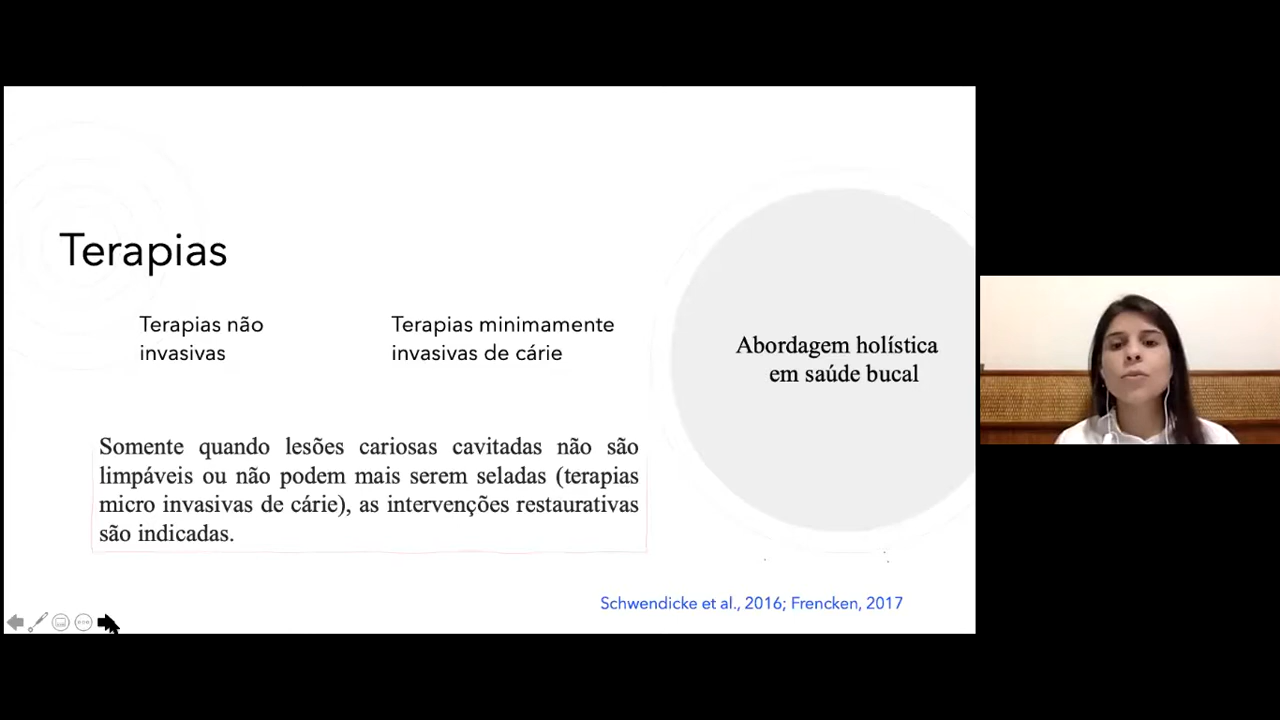 Terapias
Terapias não
invasivas
Terapias minimamente
invasivas de cárie
Somente quando lesões cariosas cavitadas não são
limpáveis ou não podem mais serem seladas (terapias
micro invasivas de cárie), as intervenções restaurativas
são indicadas.
Abordagem holística
em saúde bucal
Schwendicke et al., 2016; Frencken, 2017